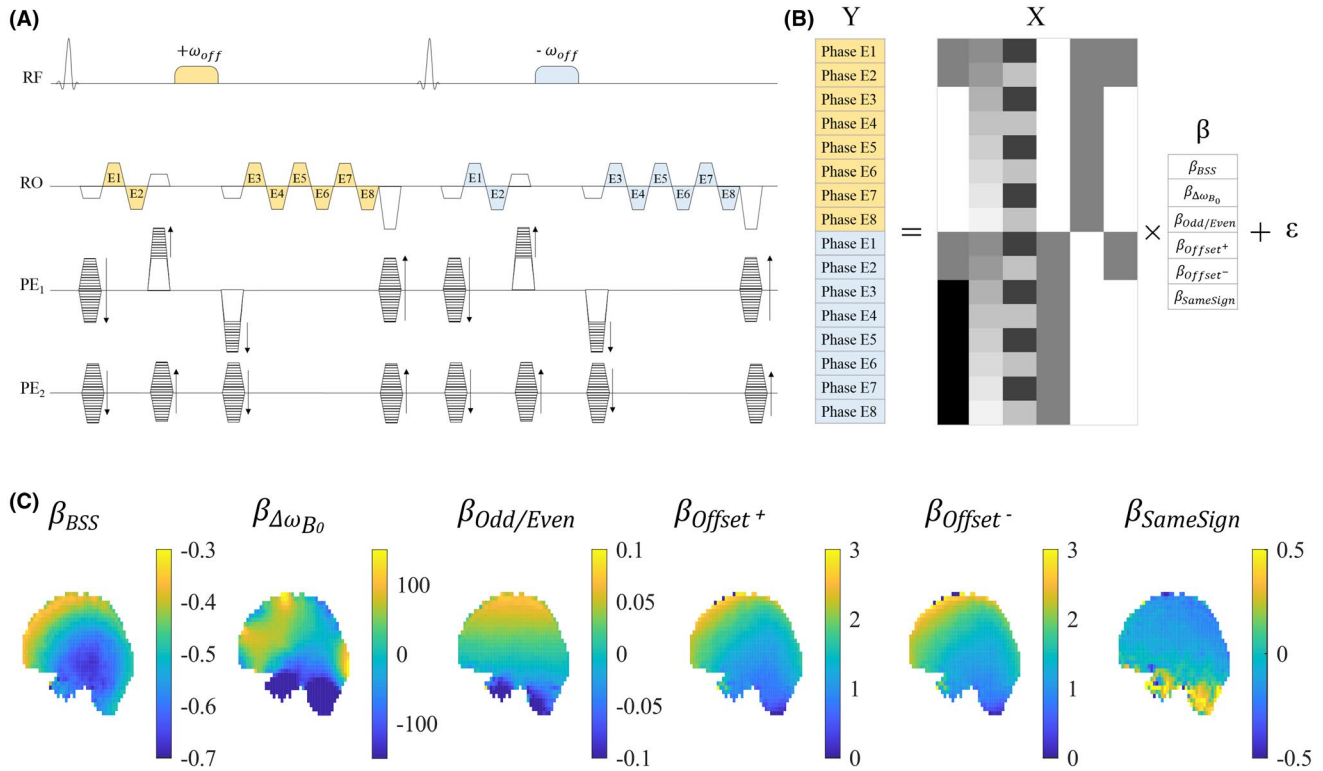 (A)
+ω_off
- ω_off
RF
RO
E1 E2 E3 E4 E5 E6 E7 E8 E1 E2 E3 E4 E5 E6 E7 E8
PE₁
PE₂
(B)
Y X
Phase E1
Phase E2
Phase E3
Phase E4
Phase E5
Phase E6
Phase E7
Phase E8
Phase E1
Phase E2
Phase E3
Phase E4
Phase E5
Phase E6
Phase E7
Phase E8
=
×
β
β_BSS
β_Δω_B₀
β_Odd/Even
β_Offset⁺
β_Offset⁻
β_SameSign
+ ε
(C)
β_BSS β_Δω_B₀ β_Odd/Even β_Offset⁺ β_Offset⁻ β_SameSign
-0.3
-0.4
-0.5
-0.6
-0.7
100
0
-100
0.1
0.05
0
-0.05
-0.1
3
2
1
0
3
2
1
0
0.5
0
-0.5